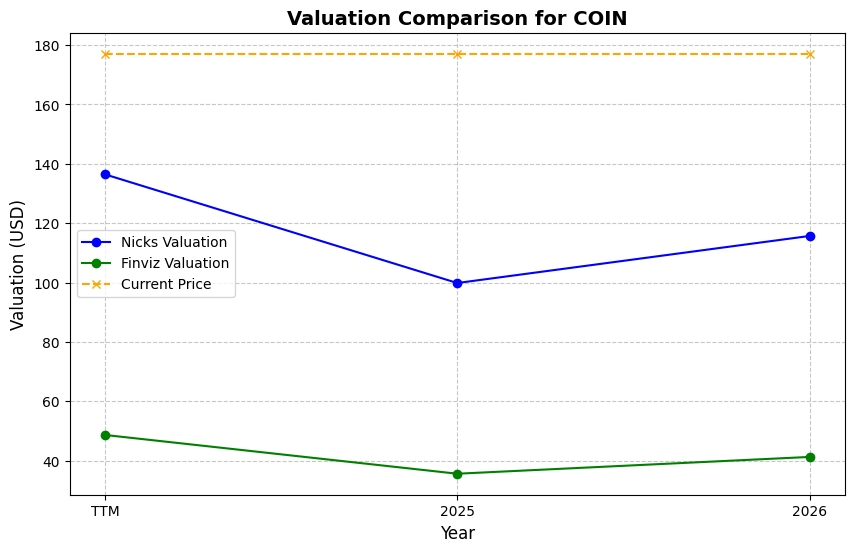 Valuation Comparison for COIN
Valuation (USD)
180
160
140
120
100
80
60
40
Nicks Valuation
Finviz Valuation
Current Price
TTM
2025
2026
Year